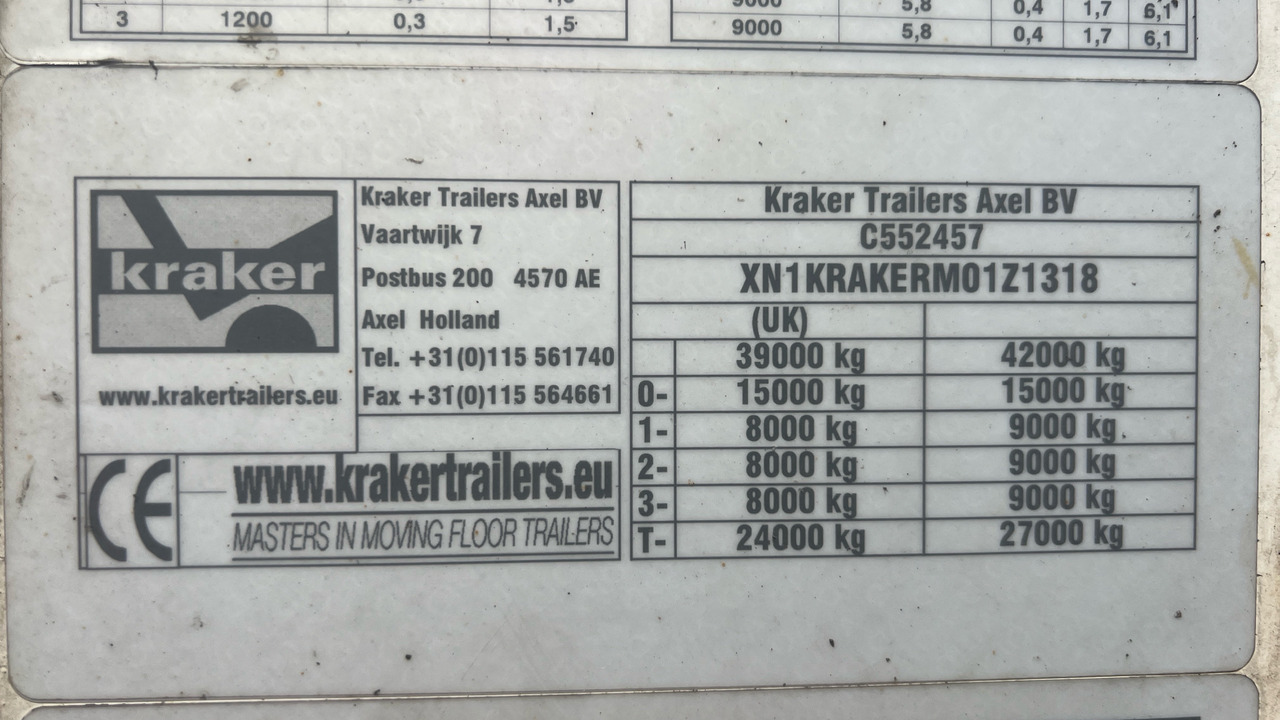 3 1200 0,3 1,5
9000 5,8 0,4 1,7 6,1
9000 5,8 0,4 1,7 6,1
kraker
www.krakertrailers.eu
Kraker Trailers Axel BV
Vaartwijk 7
Postbus 200 4570 AE
Axel Holland
Tel. +31(0)115 561740
Fax +31(0)115 564661
CE
www.krakertrailers.eu
MASTERS IN MOVING FLOOR TRAILERS
Kraker Trailers Axel BV
C552457
XN1KRAKERM01Z1318
(UK)
39000 kg 42000 kg
0- 15000 kg 15000 kg
1- 8000 kg 9000 kg
2- 8000 kg 9000 kg
3- 8000 kg 9000 kg
T- 24000 kg 27000 kg